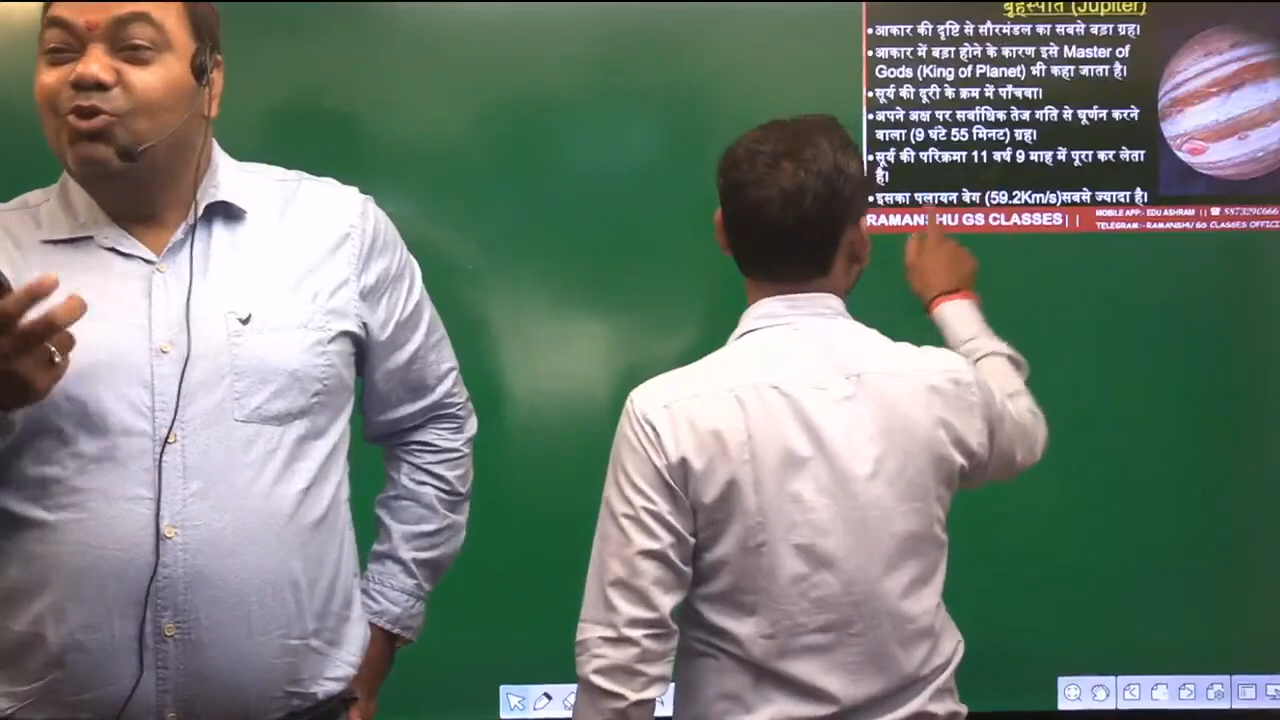 बृहस्पति (Jupiter)
•आकार की दृष्टि से सौरमंडल का सबसे बड़ा ग्रह।
•आकार में बड़ा होने के कारण इसे Master of
Gods (King of Planet) भी कहा जाता है।
•सूर्य की दूरी के क्रम में पाँचवा।
•अपने अक्ष पर सर्वाधिक तेज गति से घूर्णन करने
वाला (9 घंटे 55 मिनट) ग्रह।
•सूर्य की परिक्रमा 11 वर्ष 9 माह में पूरा कर लेता
है।
•इसका पलायन वेग (59.2Km/s)सबसे ज्यादा है।
RAMANSHU GS CLASSES| |
MOBILE APP:- EDU ASHRAM ||
TELEGRAM:-RAMANSHU GS CLASSES OFFICI